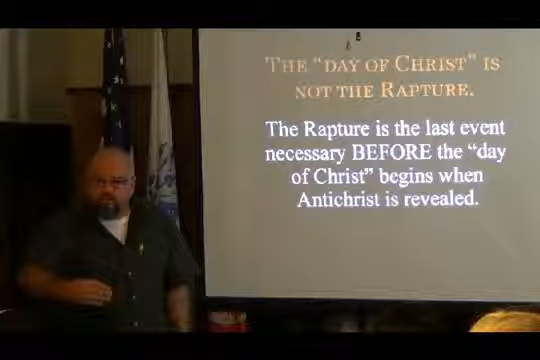 THE “DAY OF CHRIST” IS
NOT THE RAPTURE.
The Rapture is the last event
necessary BEFORE the “day
of Christ” begins when
Antichrist is revealed.